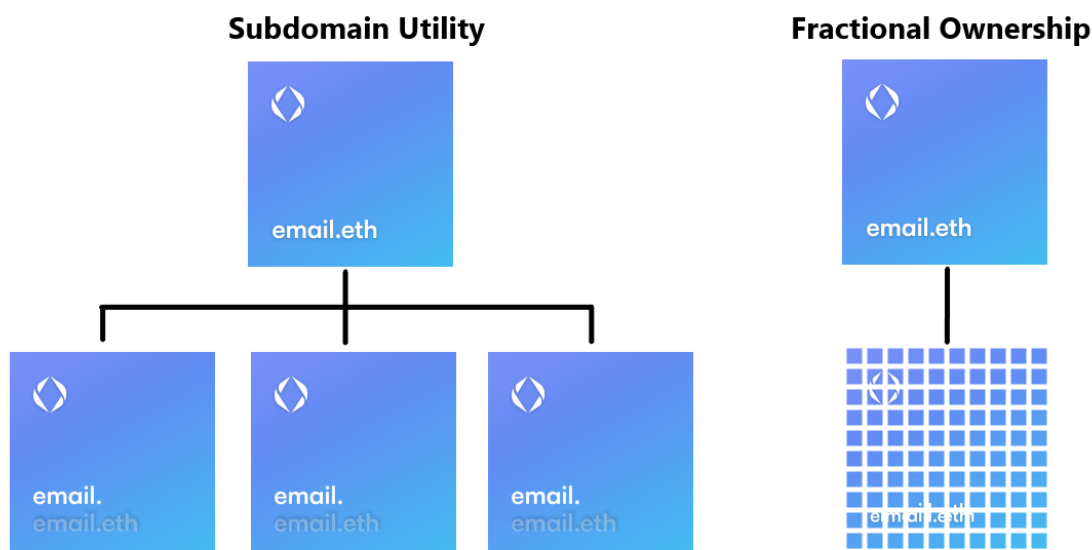 Subdomain Utility
email.eth
email.
email.eth
email.
email.eth
email.
email.eth
Fractional Ownership
email.eth
email.eth